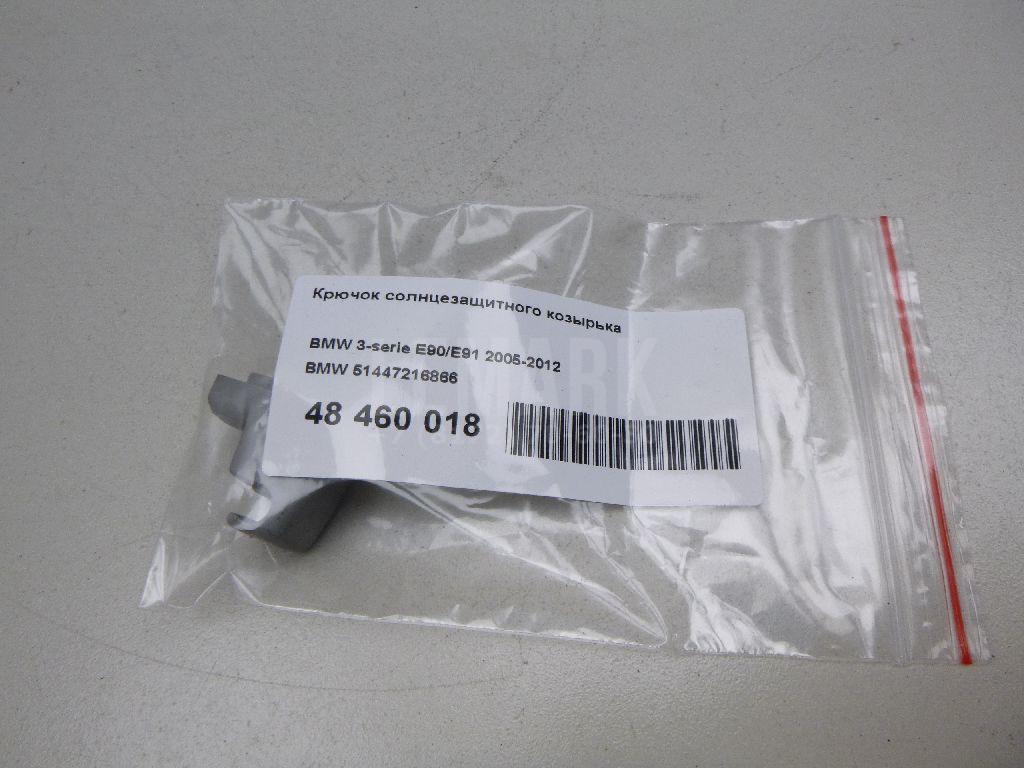 Крючок солнцезащитного козырька
BMW 3-serie E90/E91 2005-2012
BMW 51447216866
48 460 018